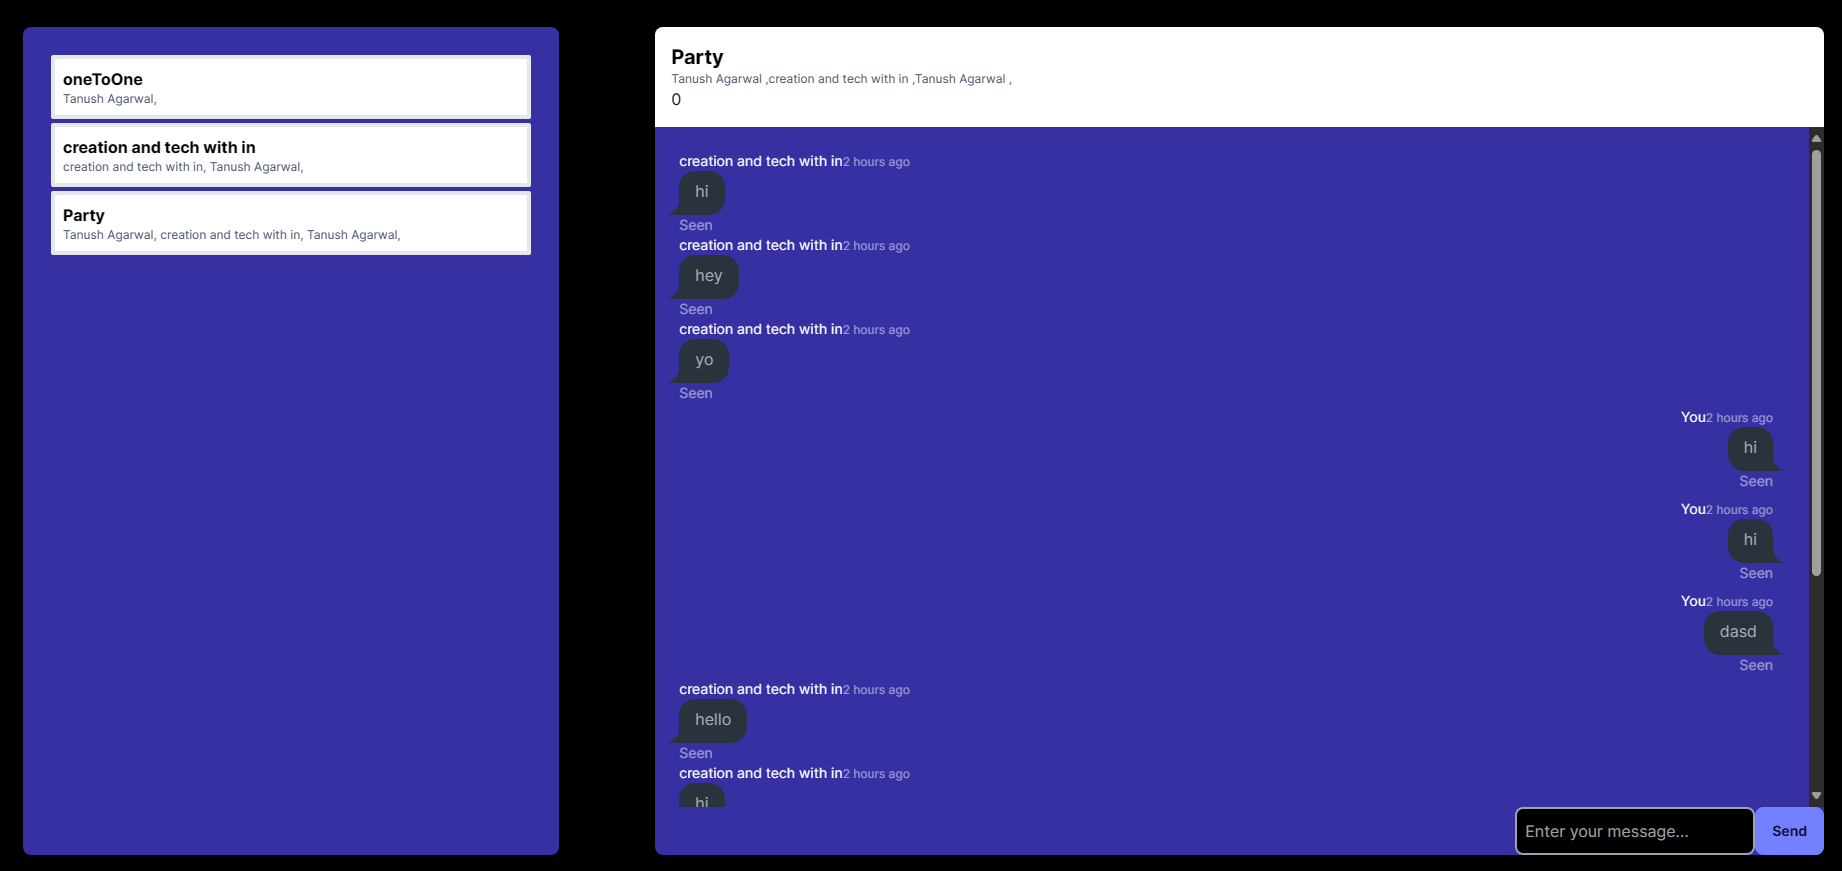 oneToOne
Tanush Agarwal,
creation and tech with in
creation and tech with in, Tanush Agarwal,
Party
Tanush Agarwal, creation and tech with in, Tanush Agarwal,
Party
Tanush Agarwal ,creation and tech with in ,Tanush Agarwal ,
0
creation and tech with in2 hours ago
hi
Seen
creation and tech with in2 hours ago
hey
Seen
creation and tech with in2 hours ago
yo
Seen
You2 hours ago
hi
Seen
You2 hours ago
hi
Seen
You2 hours ago
dasd
Seen
creation and tech with in2 hours ago
hello
Seen
creation and tech with in2 hours ago
hi
Enter your message...
Send